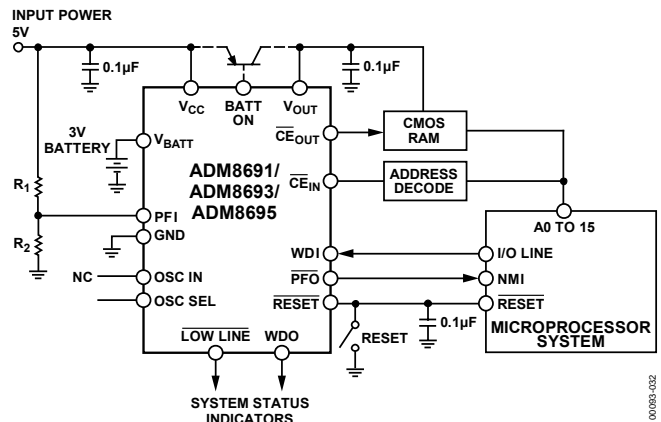 INPUT POWER
5V
0.1µF
0.1µF
VCC
BATT
ON
VOUT
3V
BATTERY
VBATT
CEOUT
CMOS
RAM
ADM8691/
ADM8693/
ADM8695
CEIN
ADDRESS
DECODE
R1
PFI
A0 TO 15
R2
GND
WDI
I/O LINE
NC
OSC IN
PFO
NMI
OSC SEL
RESET
RESET
LOW LINE
WDO
RESET
0.1µF
MICROPROCESSOR
SYSTEM
SYSTEM STATUS
INDICATORS
00093-032